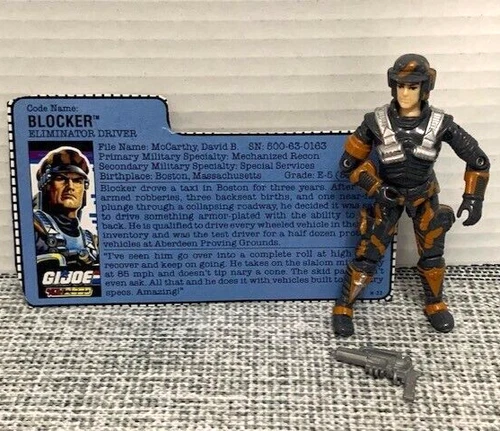 Code Name:
BLOCKER™
ELIMINATOR DRIVER
File Name: McCarthy, David B. SN: 500-63-0163
Primary Military Specialty: Mechanized Recon
Secondary Military Specialty: Special Services
Birthplace: Boston, Massachusetts Grade: E-5
Blocker drove a taxi in Boston for three years. After
armed robberies, three backseat births, and one near-
plunge through a collapsing roadway, he decided it was
to drive something armor-plated with the ability to
back. He is qualified to drive every wheeled vehicle in the
inventory and was the test driver for a half dozen
vehicles at Aberdeen Proving Grounds.
"I've seen him go over into a complete roll at high
recover and keep on going. He takes on the slalom
at 85 mph and doesn't tip nary a cone. The skid
even ask. All that and he does it with vehicles built to
specs. Amazing!"
GI JOE